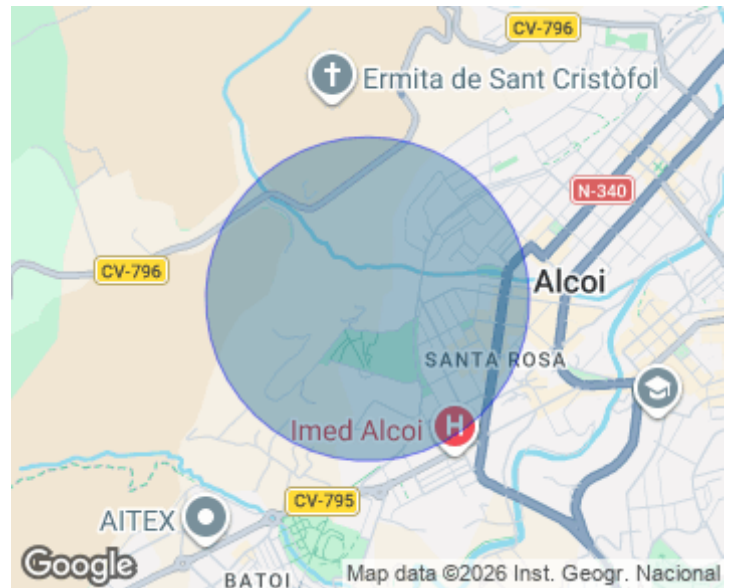 CV-796
Ermita de Sant Cristòfol
N-340
CV-796
Alcoi
SANTA ROSA
Imed Alcoi H
CV-795
AITEX
BATOI
Google
Map data ©2026 Inst. Geogr. Nacional